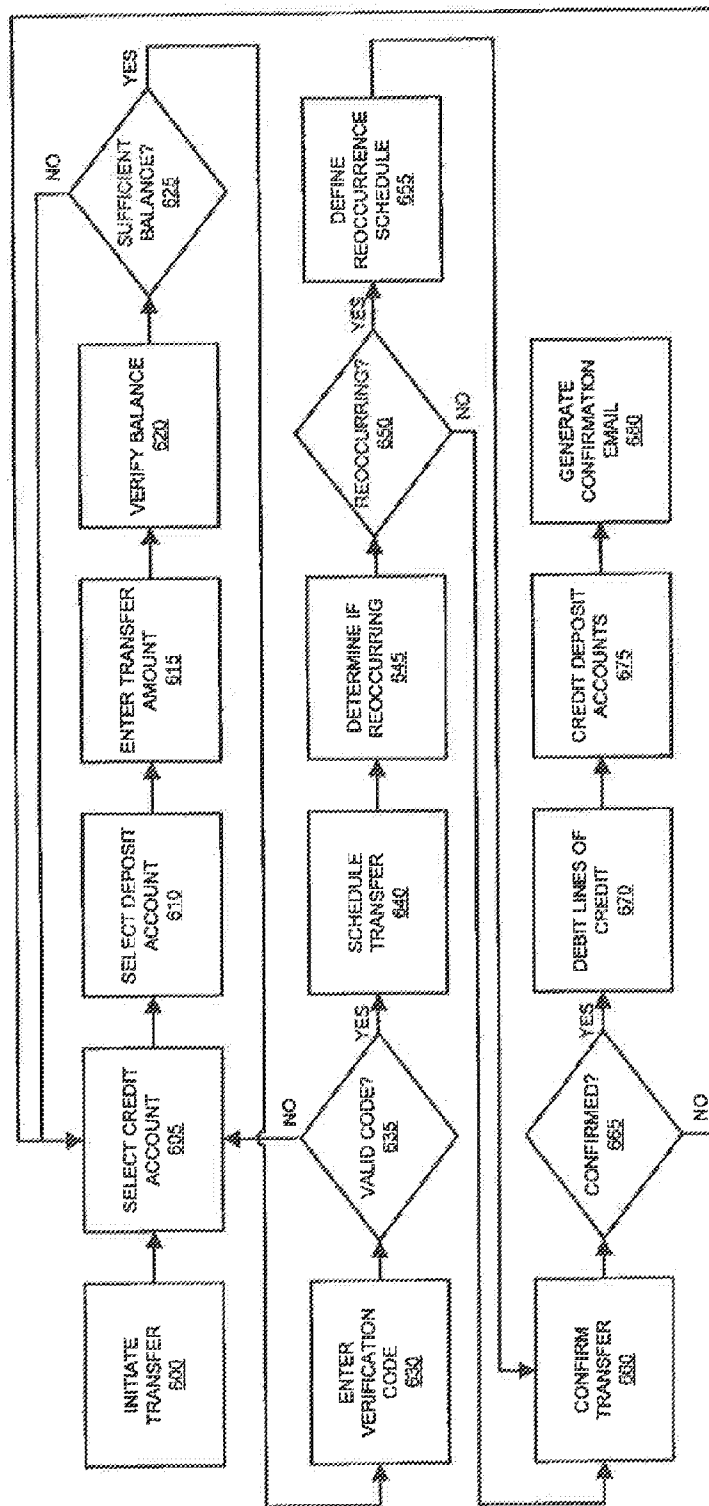 INITIATE
TRANSFER
600
SELECT CREDIT
ACCOUNT
605
SELECT DEPOSIT
ACCOUNT
610
ENTER TRANSFER
AMOUNT
615
VERIFY BALANCE
620
SUFFICIENT
BALANCE?
625
NO
YES
ENTER
VERIFICATION
CODE
630
VALID CODE?
635
NO
YES
SCHEDULE
TRANSFER
640
DETERMINE IF
REOCCURRING
645
REOCCURRING?
650
YES
NO
DEFINE
REOCCURRENCE
SCHEDULE
655
CONFIRM
TRANSFER
660
CONFIRMED?
665
YES
NO
DEBIT LINES OF
CREDIT
670
CREDIT DEPOSIT
ACCOUNTS
675
GENERATE
CONFIRMATION
EMAIL
680